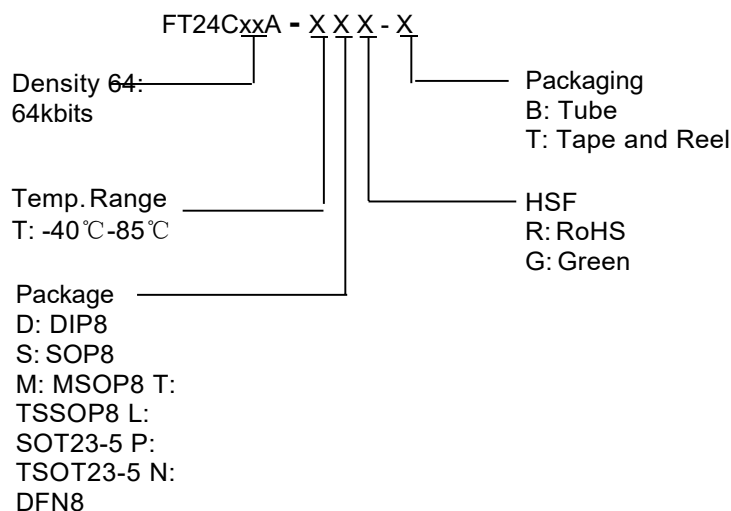 FT24CxxA - X X X - X
Density 64:
64kbits
Packaging
B: Tube
T: Tape and Reel
Temp. Range
T: -40℃-85℃
HSF
R: RoHS
G: Green
Package
D: DIP8
S: SOP8
M: MSOP8 T:
TSSOP8 L:
SOT23-5 P:
TSOT23-5 N:
DFN8